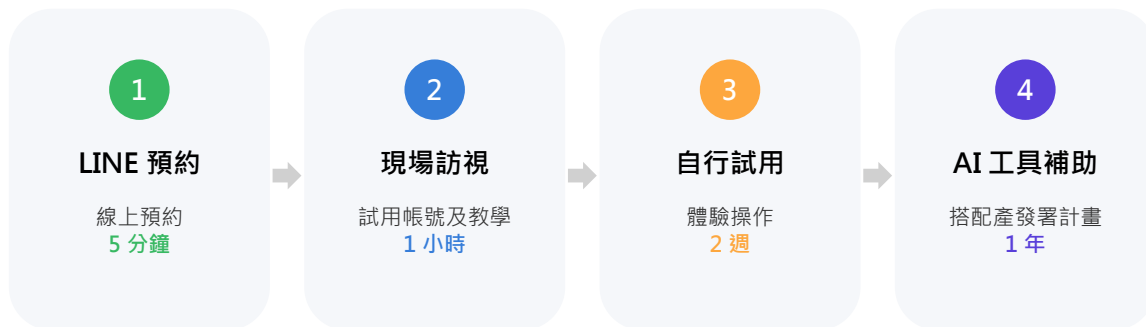 1
LINE 預約
線上預約
5 分鐘
2
現場訪視
試用帳號及教學
1 小時
3
自行試用
體驗操作
2 週
4
AI 工具補助
搭配產發署計畫
1 年